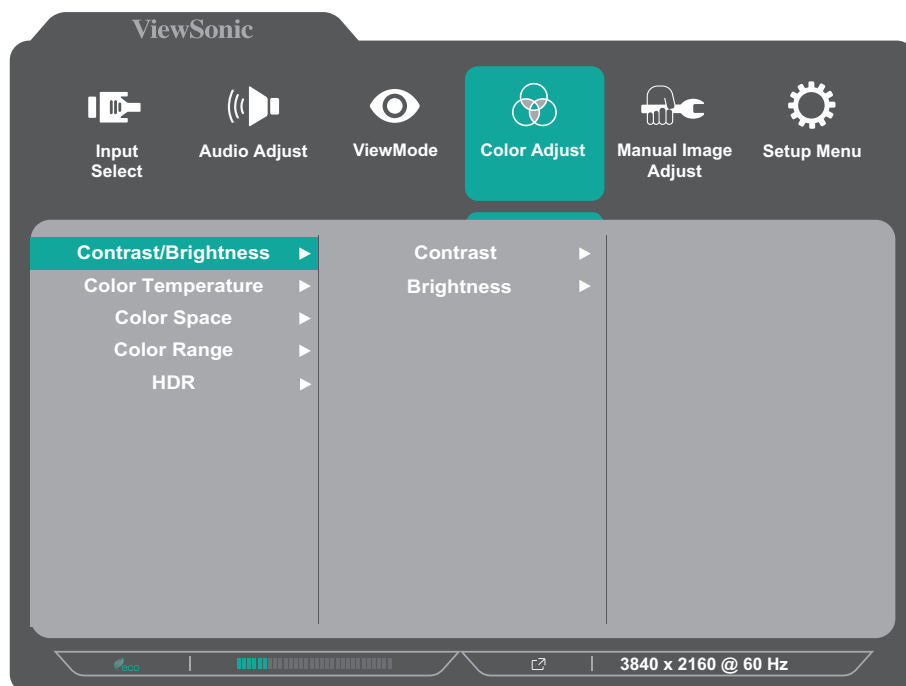 ViewSonic
Input
Select
Audio Adjust
ViewMode
Color Adjust
Manual Image
Adjust
Setup Menu
Contrast/Brightness
Color Temperature
Color Space
Color Range
HDR
Contrast
Brightness
eco
3840 x 2160 @ 60 Hz